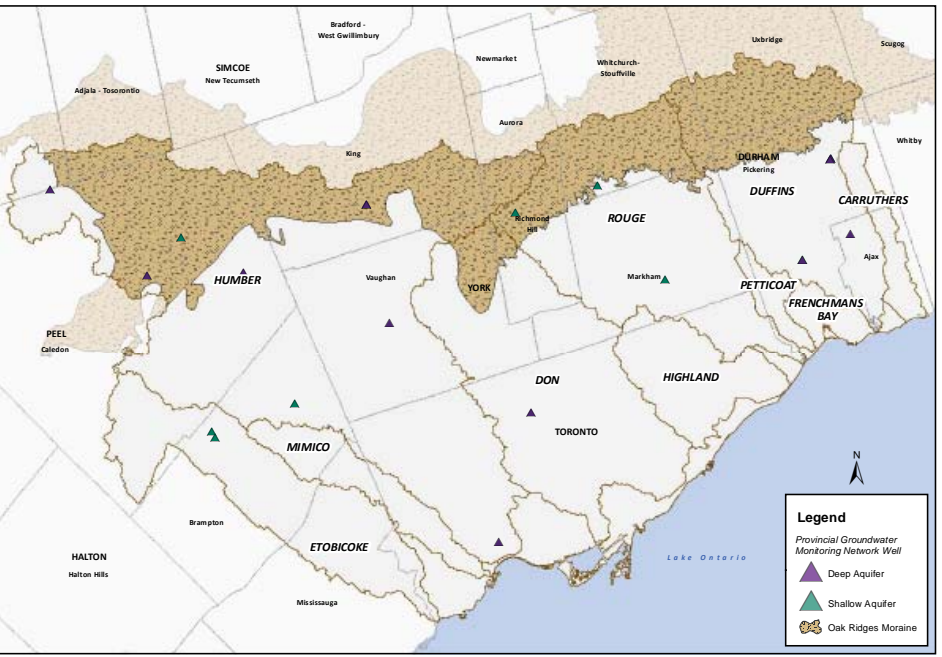 Bradford -
West Gwillimbury
Uxbridge
Scugog
Newmarket
SIMCOE
New Tecumseth
Whitchurch-
Stouffville
Adjala - Tosorontio
Aurora
Whitby
King
DURHAM
Pickering
DUFFINS
CARRUTHERS
Richmond
Hill
ROUGE
Ajax
HUMBER
Vaughan
Markham
YORK
PETTICOAT
FRENCHMANS
BAY
PEEL
Caledon
DON
HIGHLAND
TORONTO
MIMICO
Brampton
ETOBICOKE
HALTON
Halton Hills
Mississauga
Lake Ontario
N
Legend
Provincial Groundwater
Monitoring Network Well
Deep Aquifer
Shallow Aquifer
Oak Ridges Moraine